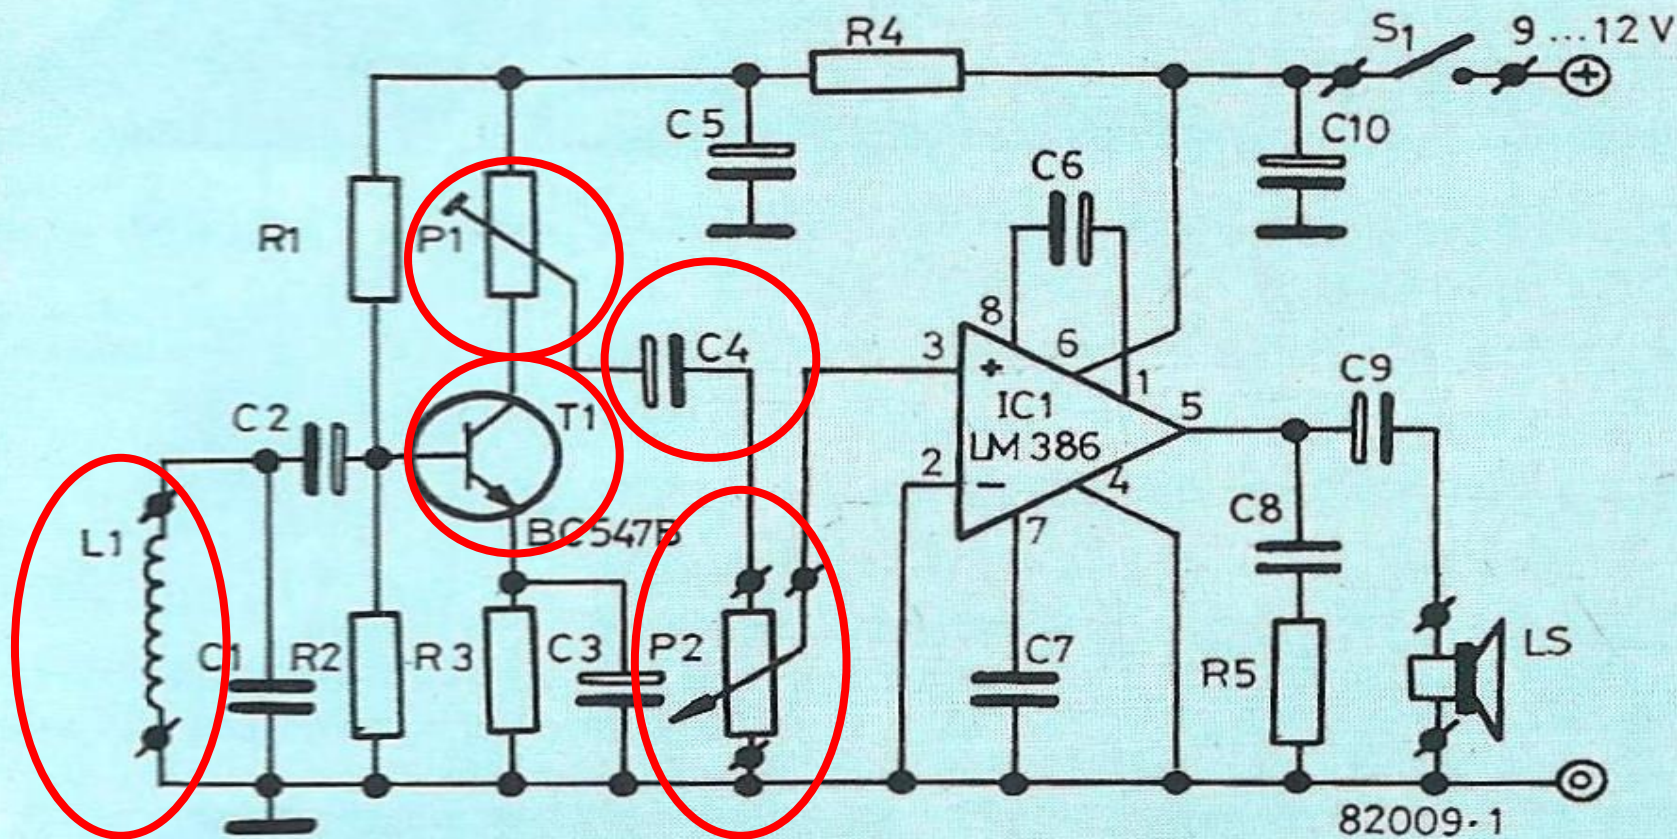 R4
S1
9 ...12 V
C5
C10
C6
R1
P1
8
3
6
C4
+
1
C9
IC1
5
C2
T1
LM 386
2
4
–
C8
L1
BC547B
7
C1
R2
R3
C3
P2
C7
R5
LS
82009-1